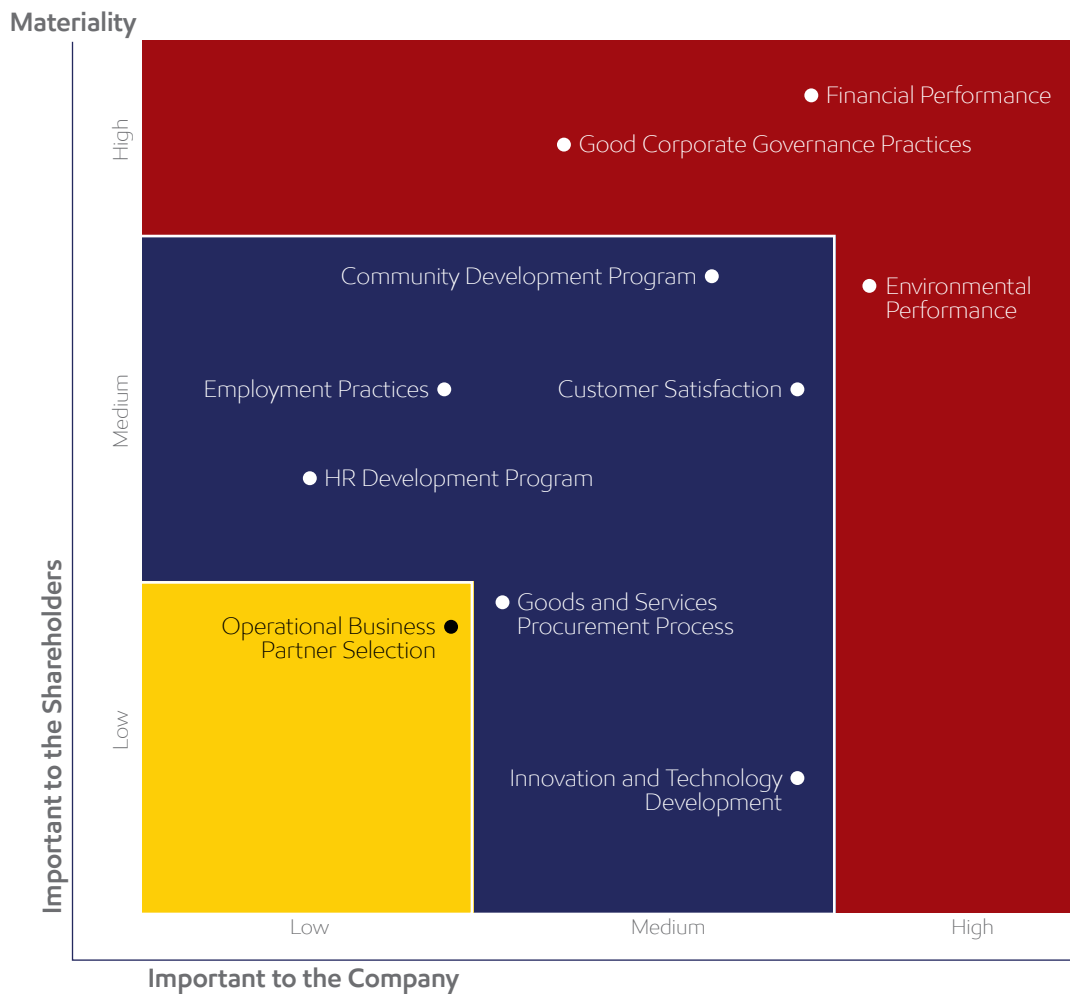 Materiality
High
Financial Performance
Good Corporate Governance Practices
Community Development Program
Environmental
Performance
Medium
Employment Practices
Customer Satisfaction
HR Development Program
Important to the Shareholders
Low
Goods and Services
Procurement Process
Operational Business
Partner Selection
Innovation and Technology
Development
Low
Medium
High
Important to the Company